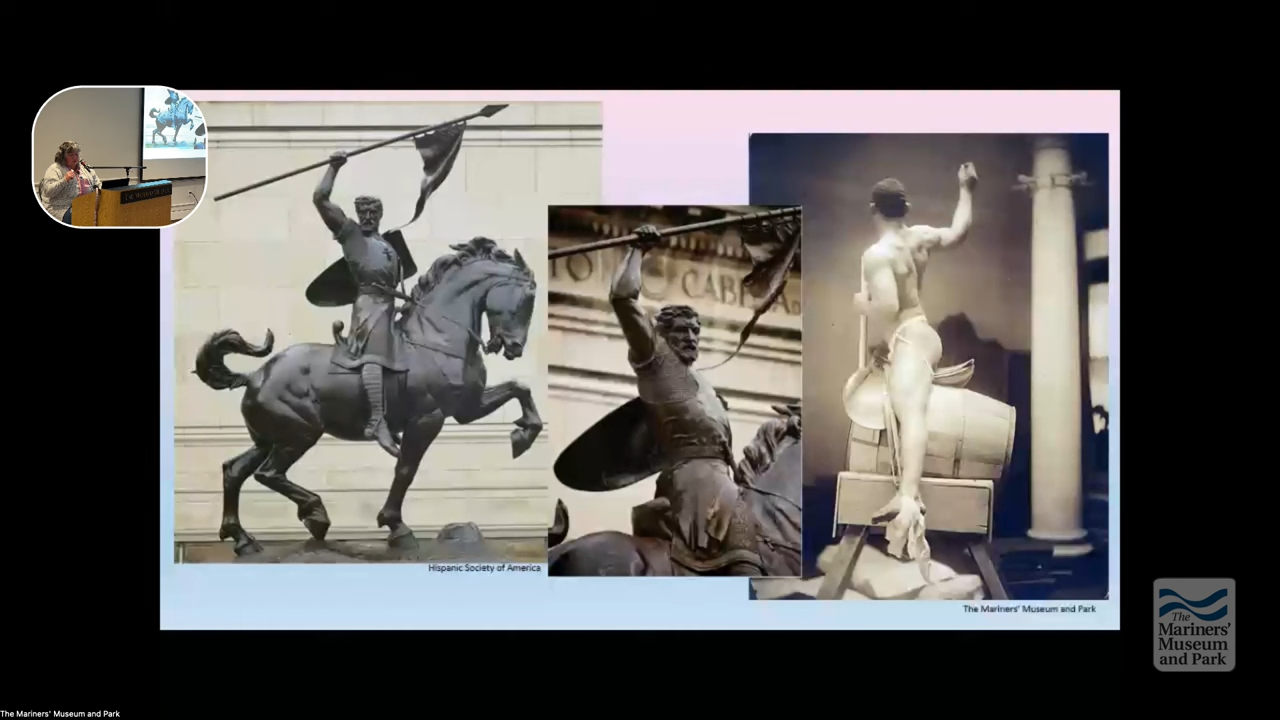 CABI
Hispanic Society of America
The Mariners' Museum and Park
The
Mariners'
Museum
and Park
The Mariners' Museum and Park